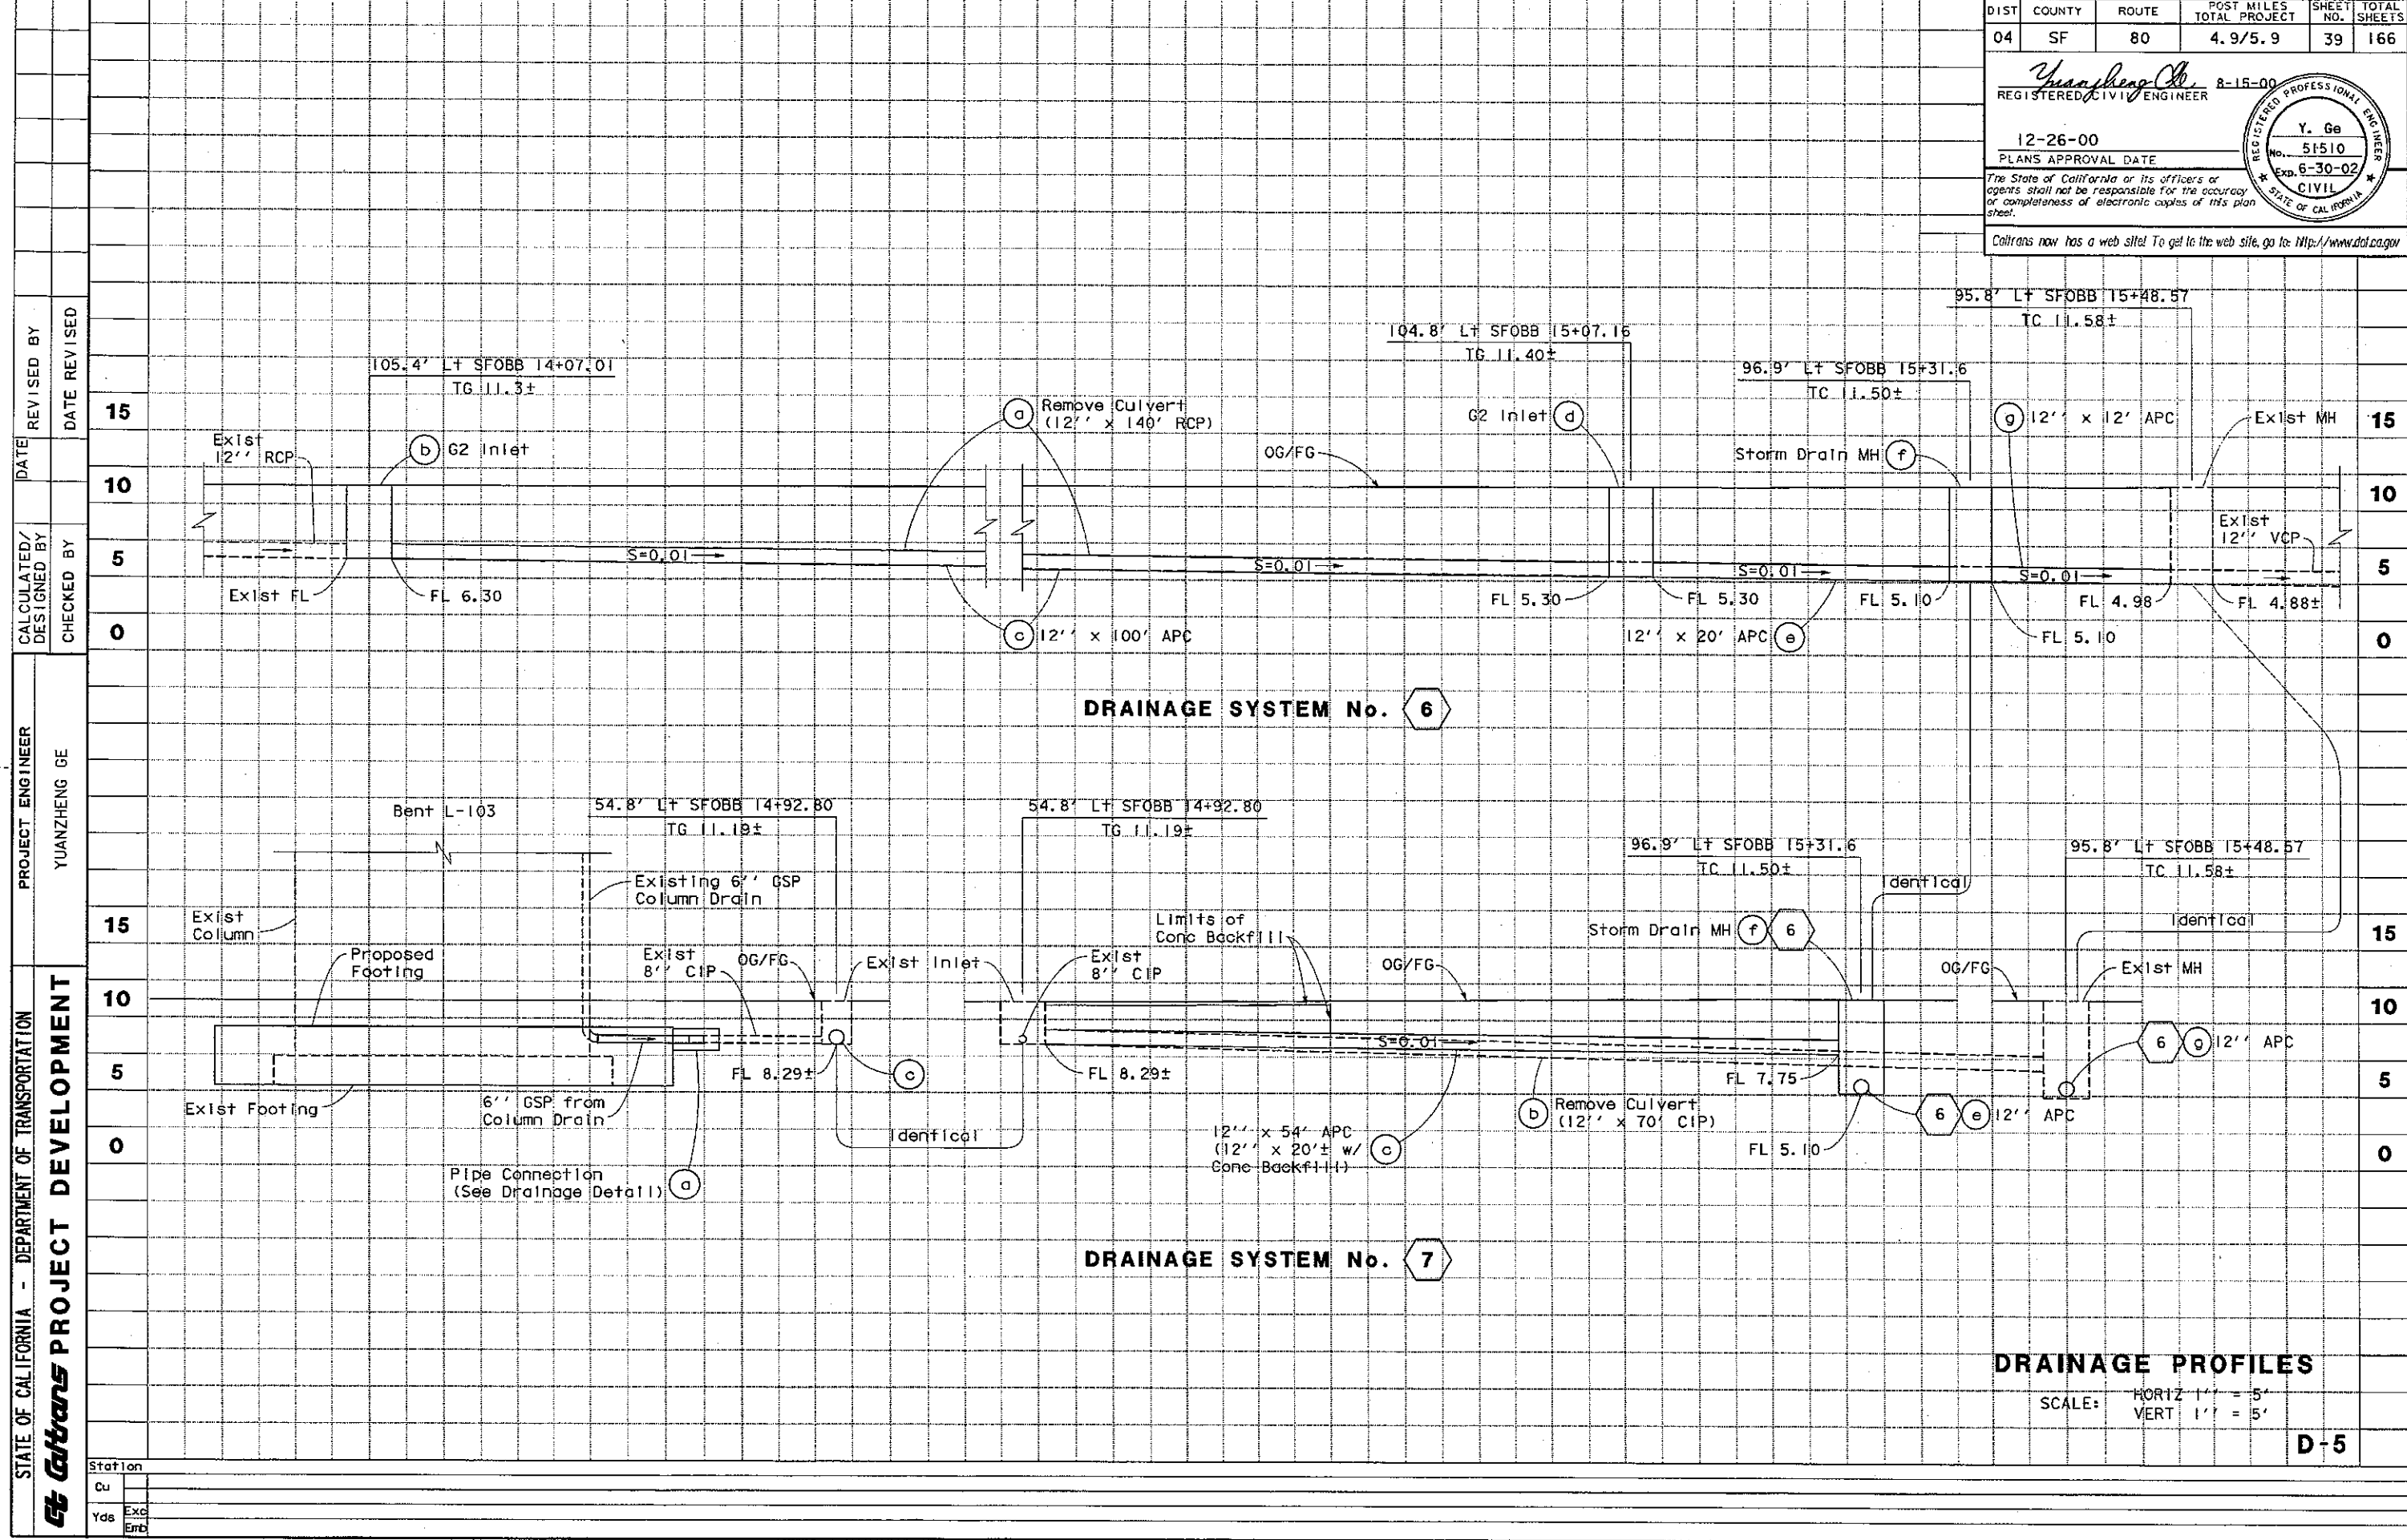 DIST COUNTY ROUTE POST MILES TOTAL PROJECT SHEET NO. TOTAL SHEETS
04 SF 80 4.9/5.9 39 166
8-15-00
REGISTERED CIVIL ENGINEER
12-26-00
PLANS APPROVAL DATE
REGISTERED PROFESSIONAL ENGINEER
Y. Ge
No. 51510
Exp. 6-30-02
CIVIL
STATE OF CALIFORNIA
The State of California or its officers or
agents shall not be responsible for the accuracy
or completeness of electronic copies of this plan
sheet.
Caltrans now has a web site! To get to the web site, go to: http://www.dot.ca.gov
95.8' Lt SFOBB 15+48.57
TC 11.58±
104.8' Lt SFOBB 15+07.16
TG 11.40±
105.4' Lt SFOBB 14+07.01
TG 11.3±
96.9' Lt SFOBB 15+31.6
TC 11.50±
15
a Remove Culvert
(12'' x 140' RCP)
G2 Inlet d
g 12'' x 12' APC
Exist MH
15
Exist
12'' RCP
b G2 Inlet
OG/FG
Storm Drain MH f
10
10
Exist
12'' VCP
5
S=0.01
S=0.01
S=0.01
S=0.01
5
Exist FL
FL 6.30
FL 5.30
FL 5.30
FL 5.10
FL 4.98
FL 4.88±
0
c 12'' x 100' APC
12'' x 20' APC e
FL 5.10
0
DRAINAGE SYSTEM No. 6
Bent L-103
54.8' Lt SFOBB 14+92.80
TG 11.19±
54.8' Lt SFOBB 14+92.80
TG 11.19±
96.9' Lt SFOBB 15+31.6
TC 11.50±
95.8' Lt SFOBB 15+48.57
TC 11.58±
Existing 6'' GSP
Column Drain
Identical
15
Exist
Column
Limits of
Conc Backfill
Storm Drain MH f 6
Identical
15
Proposed
Footing
Exist
8'' CIP
OG/FG
Exist Inlet
Exist
8'' CIP
OG/FG
OG/FG
Exist MH
10
10
S=0.01
6 g 12'' APC
5
FL 8.29±
c
FL 8.29±
FL 7.75
5
Exist Footing
6'' GSP from
Column Drain
b Remove Culvert
(12'' x 70' CIP)
6 e 12'' APC
0
Identical
12'' x 54' APC
(12'' x 20'± w/
Conc Backfill)
c
FL 5.10
0
Pipe Connection
(See Drainage Detail)
a
DRAINAGE SYSTEM No. 7
DRAINAGE PROFILES
SCALE: HORIZ 1'' = 5'
VERT 1'' = 5'
D-5
Station
Cu
Yds
Exc
Emb
DATE
REVISED BY
DATE REVISED
CALCULATED/
DESIGNED BY
CHECKED BY
PROJECT ENGINEER
YUANZHENG GE
STATE OF CALIFORNIA - DEPARTMENT OF TRANSPORTATION
Caltrans PROJECT DEVELOPMENT